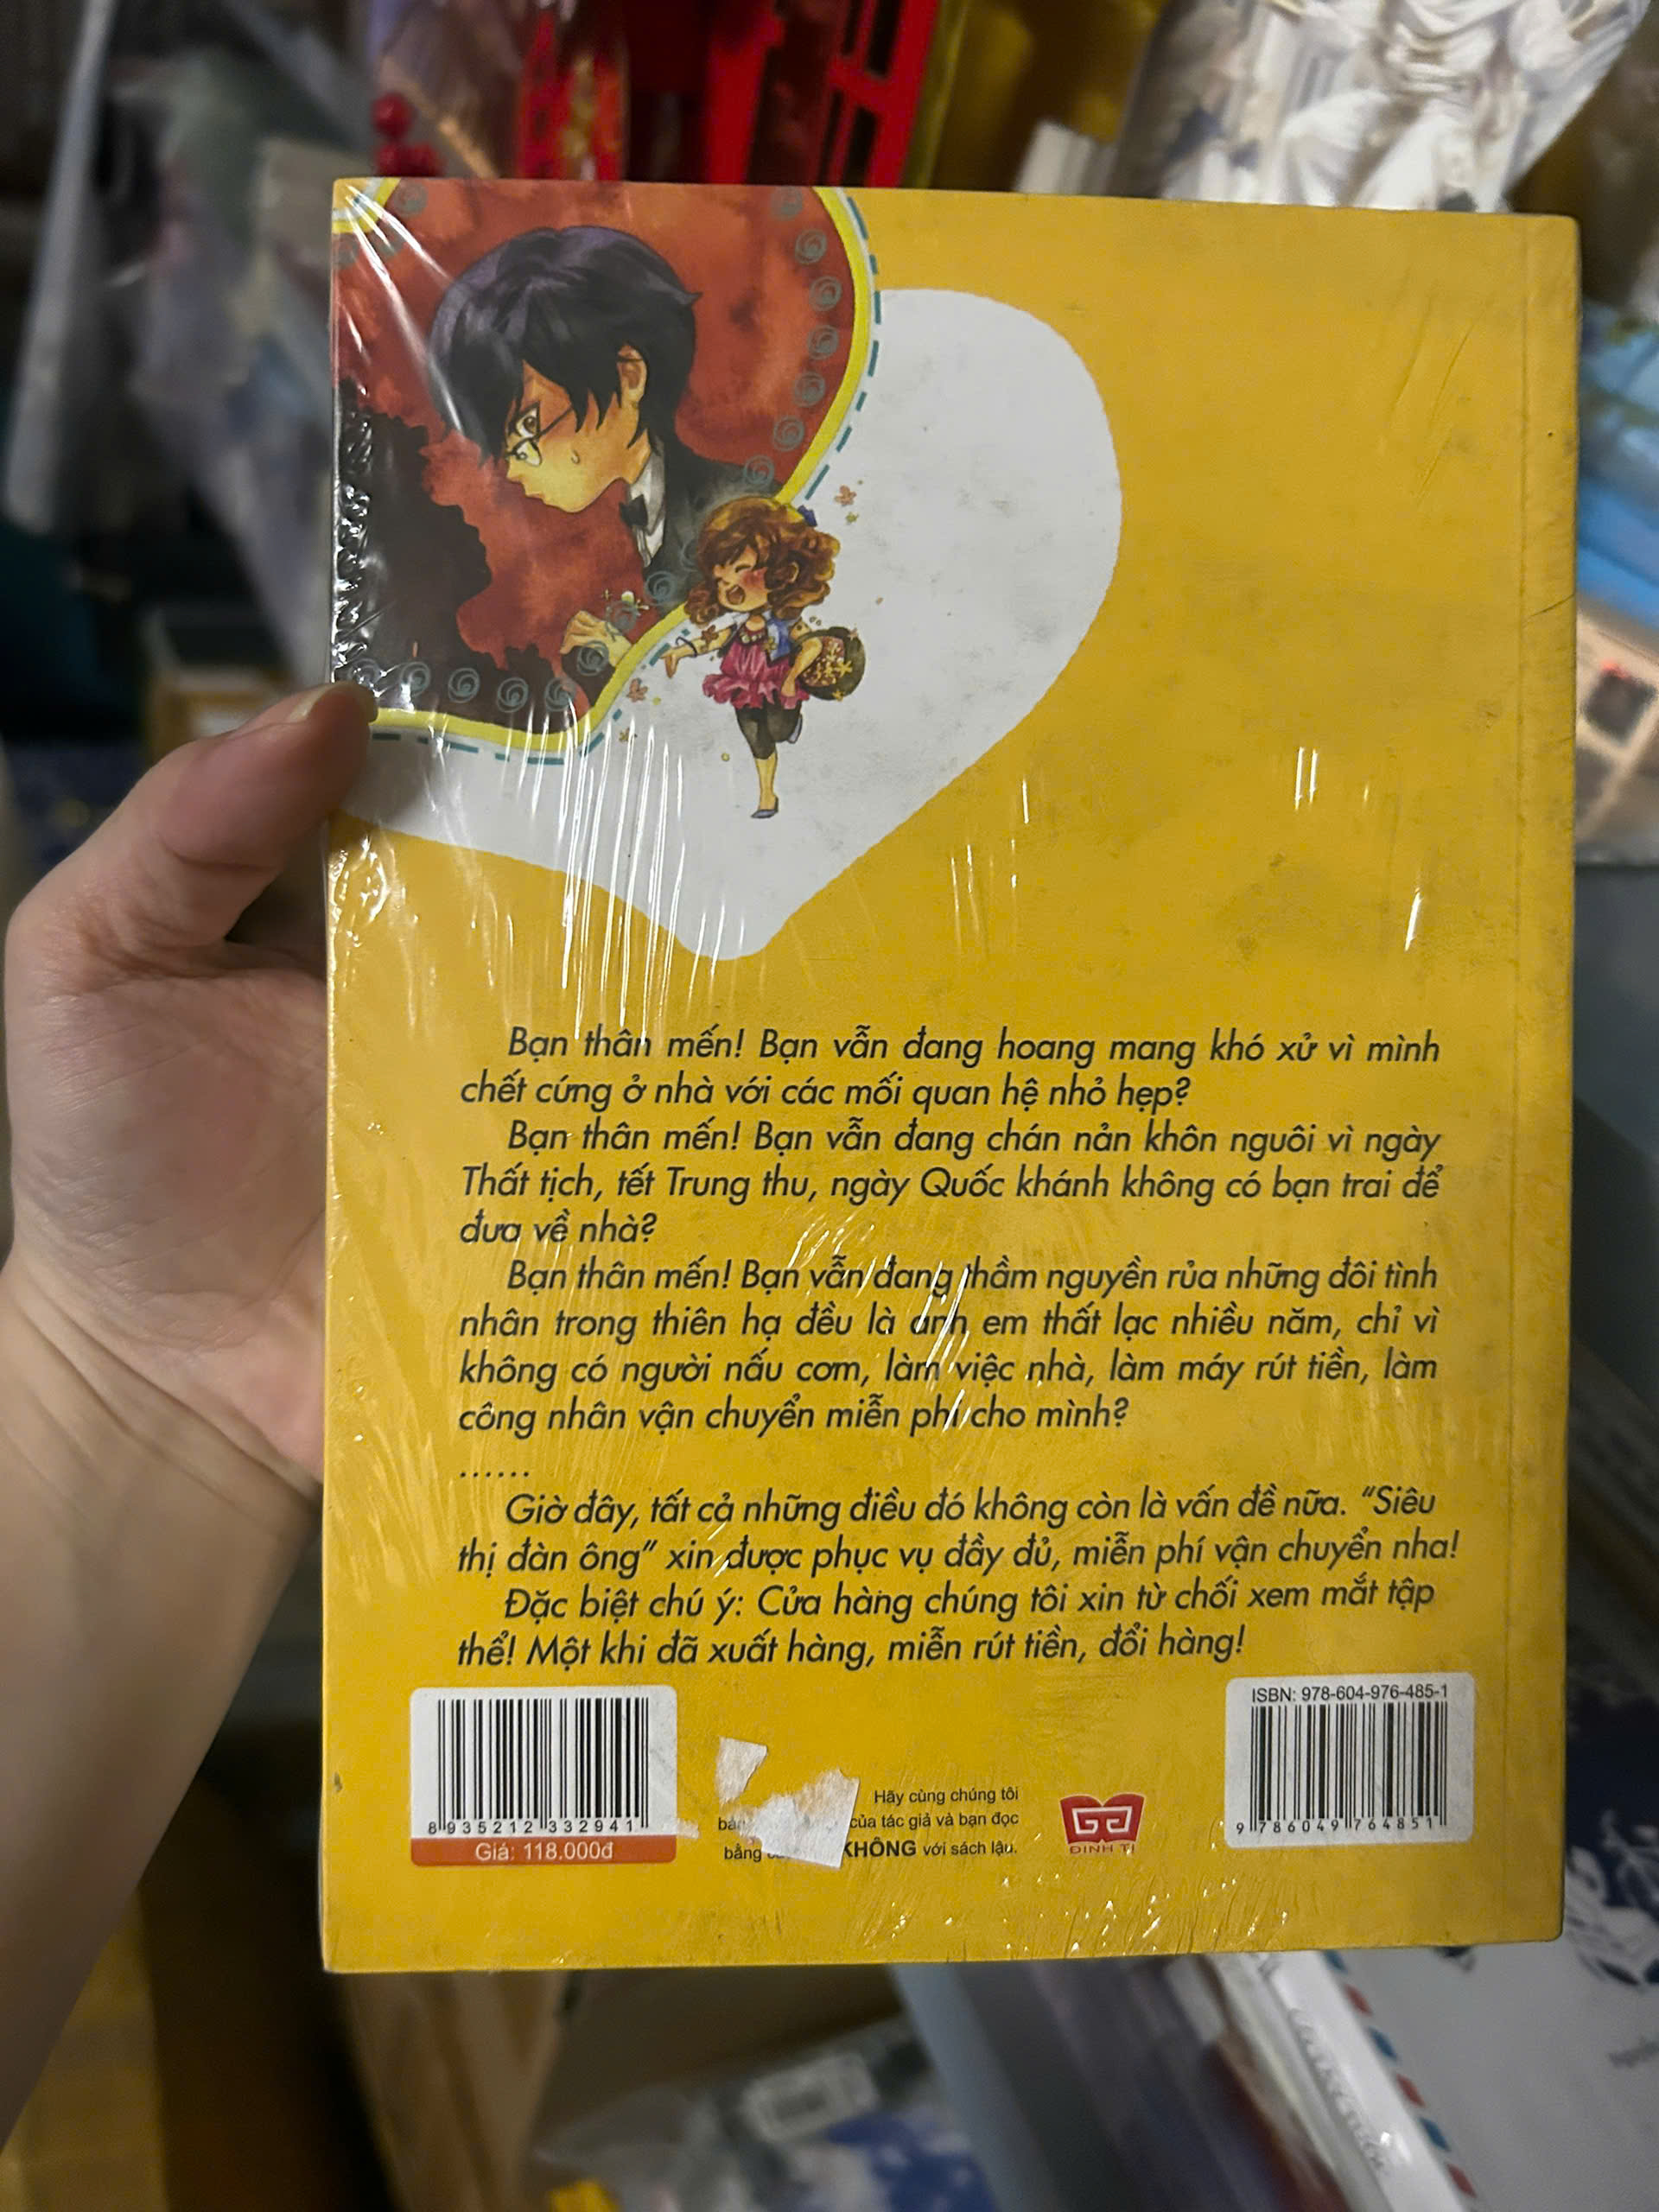 Bạn thân mến! Bạn vẫn đang hoang mang khó xử vì mình
chết cứng ở nhà với các mối quan hệ nhỏ hẹp?
Bạn thân mến! Bạn vẫn đang chán nản khôn nguôi vì ngày
Thất tịch, tết Trung thu, ngày Quốc khánh không có bạn trai để
đưa về nhà?
Bạn thân mến! Bạn vẫn đang thầm nguyền rủa những đôi tình
nhân trong thiên hạ đều là anh em thất lạc nhiều năm, chỉ vì
không có người nấu cơm, làm việc nhà, làm máy rút tiền, làm
công nhân vận chuyển miễn phí cho mình?
......
Giờ đây, tất cả những điều đó không còn là vấn đề nữa. "Siêu
thị đàn ông" xin được phục vụ đầy đủ, miễn phí vận chuyển nha!
Đặc biệt chú ý: Cửa hàng chúng tôi xin từ chối xem mắt tập
thể! Một khi đã xuất hàng, miễn rút tiền, đổi hàng!
8 935212 332941
Giá: 118.000đ
Hãy cùng chúng tôi
của tác giả và bạn đọc
bằng KHÔNG với sách lậu.
ĐINH TỊ
ISBN: 978-604-976-485-1
9 786049 764851